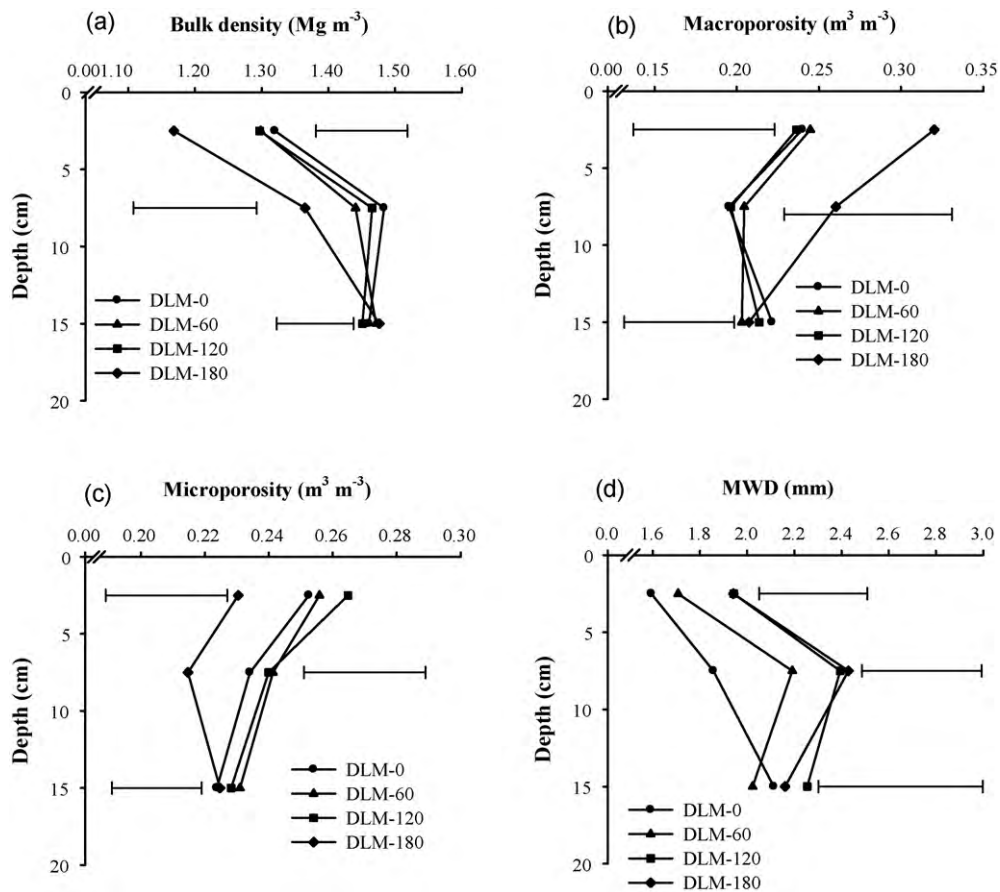 (a)
Bulk density (Mg m⁻³)
0.00 1.10 1.20 1.30 1.40 1.50 1.60
0
5
10
15
20
Depth (cm)
DLM-0
DLM-60
DLM-120
DLM-180
(b)
Macroporosity (m³ m⁻³)
0.00 0.15 0.20 0.25 0.30 0.35
0
5
10
15
20
Depth (cm)
DLM-0
DLM-60
DLM-120
DLM-180
(c)
Microporosity (m³ m⁻³)
0.00 0.20 0.22 0.24 0.26 0.28 0.30
0
5
10
15
20
Depth (cm)
DLM-0
DLM-60
DLM-120
DLM-180
(d)
MWD (mm)
0.0 1.6 1.8 2.0 2.2 2.4 2.6 3.0
0
5
10
15
20
Depth (cm)
DLM-0
DLM-60
DLM-120
DLM-180